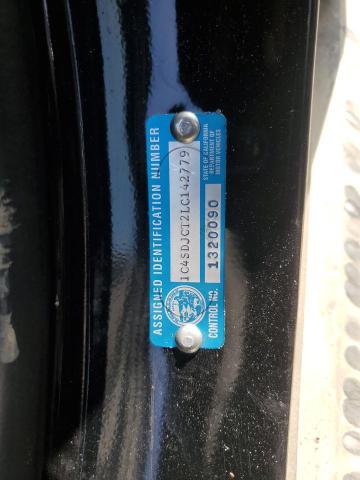 ASSIGNED IDENTIFICATION NUMBER
1C4SDJCT2LC142779
STATE OF CALIFORNIA
DEPARTMENT OF
MOTOR VEHICLES
CONTROL NO.
1320090